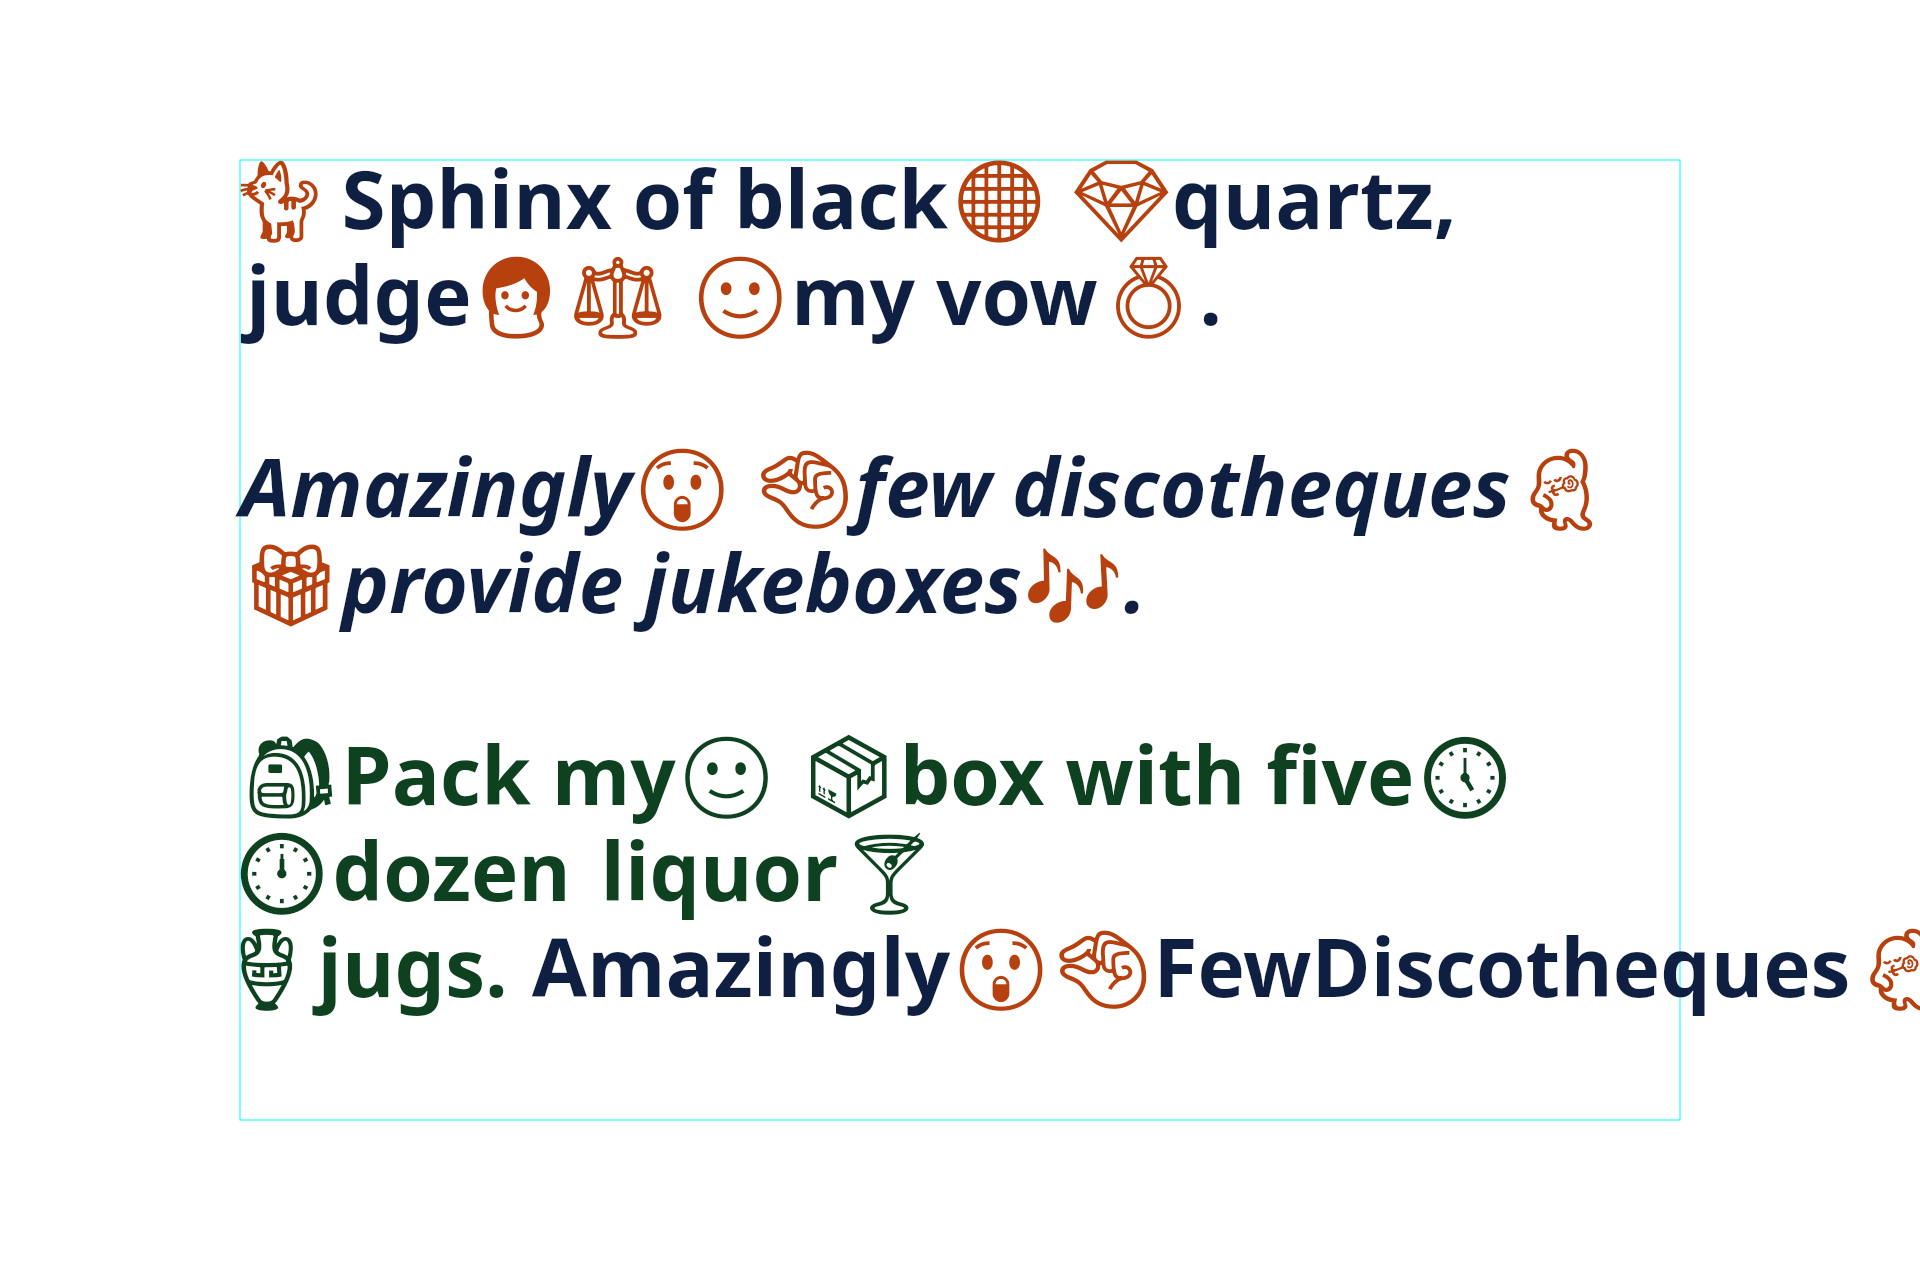 🐈 Sphinx of black🌐 💎quartz,
judge👩⚖ 🙂my vow💍.
Amazingly😲 🤏few discotheques 💃
🎁provide jukeboxes🎶.
🎒Pack my🙂 📦box with five🕔
🕛dozen liquor🍸
🏺jugs. Amazingly😲🤏FewDiscotheques 💃